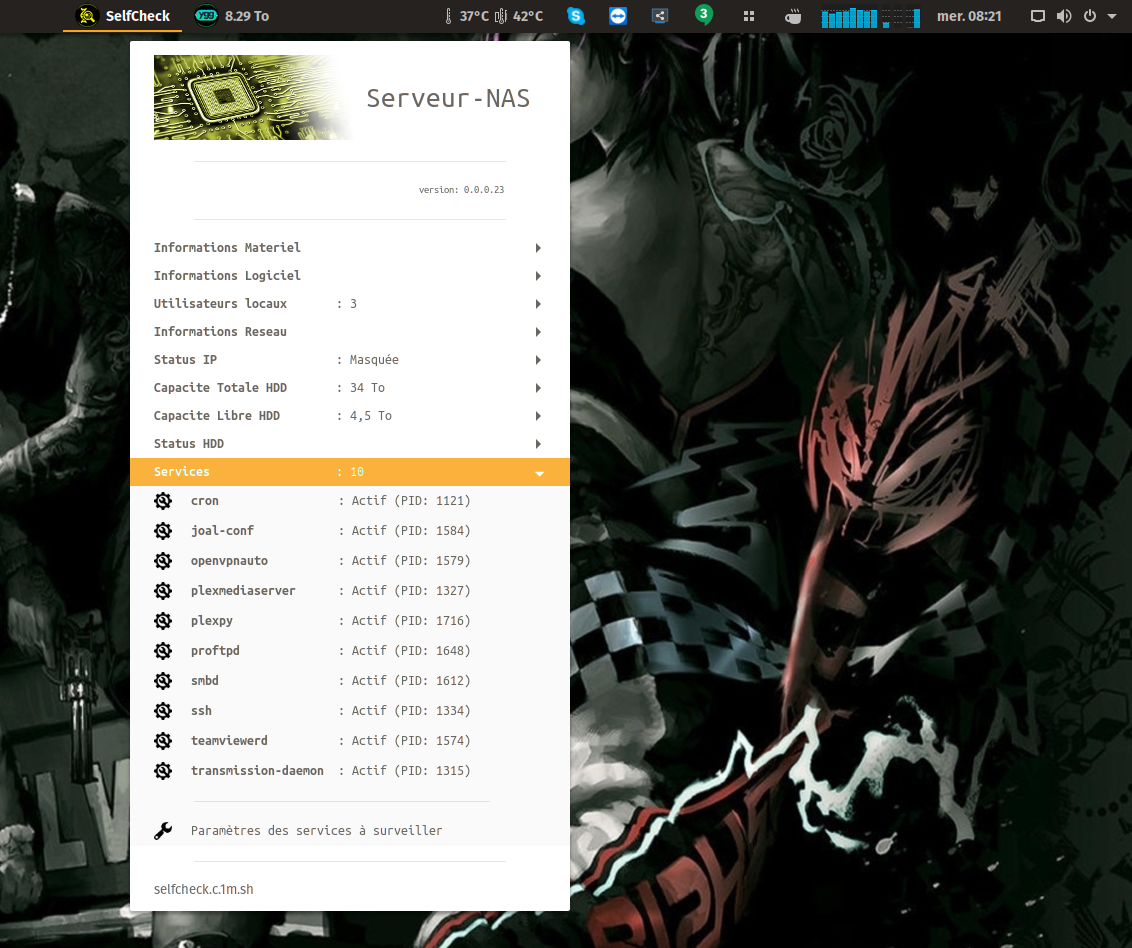 SelfCheck
YGG 8.29 To
37°C 42°C
3
mer. 08:21
Serveur-NAS
version: 0.0.0.23
Informations Materiel
Informations Logiciel
Utilisateurs locaux : 3
Informations Reseau
Status IP : Masquée
Capacite Totale HDD : 34 To
Capacite Libre HDD : 4,5 To
Status HDD
Services : 10
cron : Actif (PID: 1121)
joal-conf : Actif (PID: 1584)
openvpnauto : Actif (PID: 1579)
plexmediaserver : Actif (PID: 1327)
plexpy : Actif (PID: 1716)
proftpd : Actif (PID: 1648)
smbd : Actif (PID: 1612)
ssh : Actif (PID: 1334)
teamviewerd : Actif (PID: 1574)
transmission-daemon : Actif (PID: 1315)
Paramètres des services à surveiller
selfcheck.c.1m.sh
LV